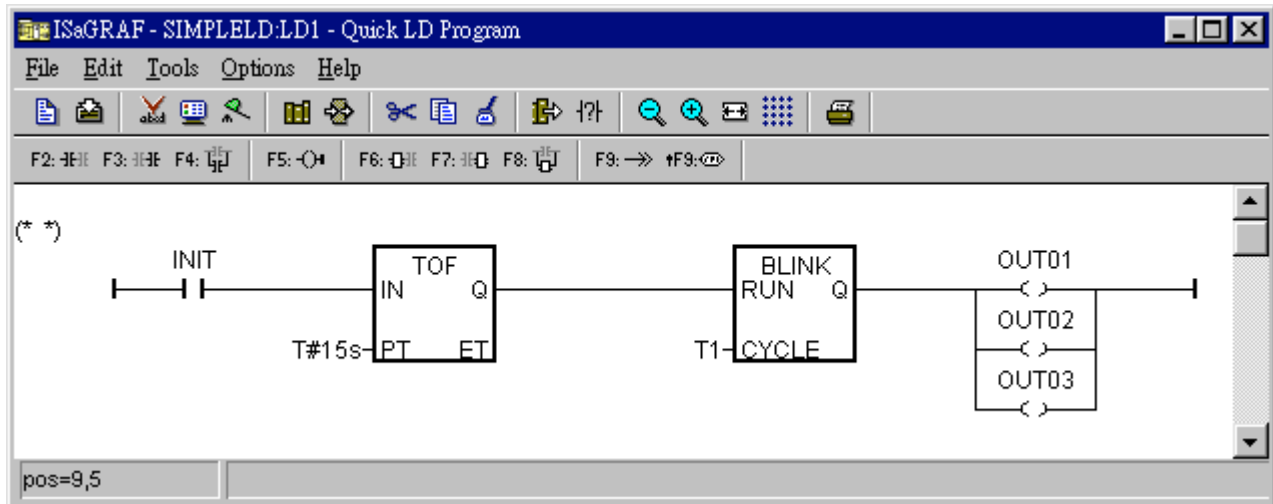 ISaGRAF - SIMPLELD:LD1 - Quick LD Program
File Edit Tools Options Help
F2: F3: F4: F5: F6: F7: F8: F9: ↑F9:
(* *)
INIT TOF BLINK OUT01
IN Q RUN Q
OUT02
T#15s PT ET T1 CYCLE
OUT03
pos=9,5